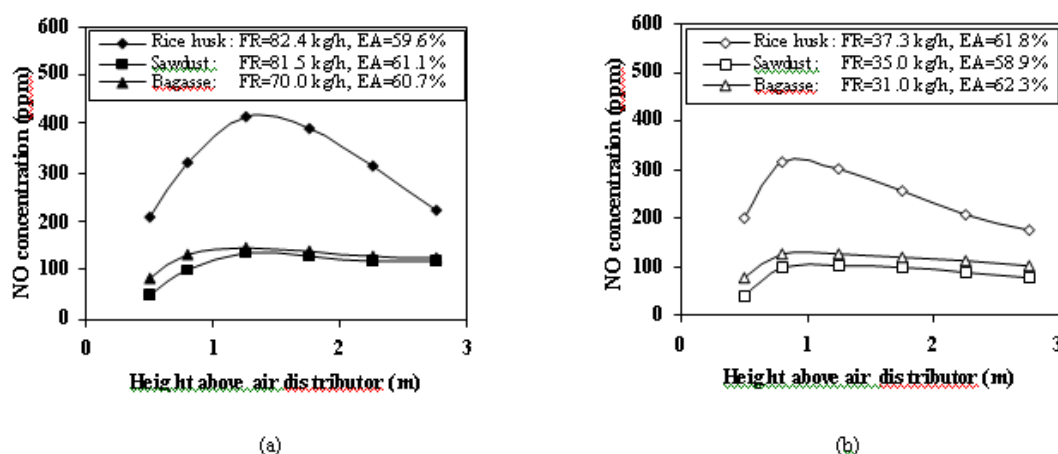 600
500
400
300
200
100
0
NO concentration (ppm)
Rice husk : FR=82.4 kg/h, EA=59.6%
Sawdust: FR=81.5 kg/h, EA=61.1%
Bagasse: FR=70.0 kg/h, EA=60.7%
0 1 2 3
Height above air distributor (m)
(a)
600
500
400
300
200
100
0
NO concentration (ppm)
Rice husk : FR=37.3 kg/h, EA=61.8%
Sawdust: FR=35.0 kg/h, EA=58.9%
Bagasse: FR=31.0 kg/h, EA=62.3%
0 1 2 3
Height above air distributor (m)
(b)